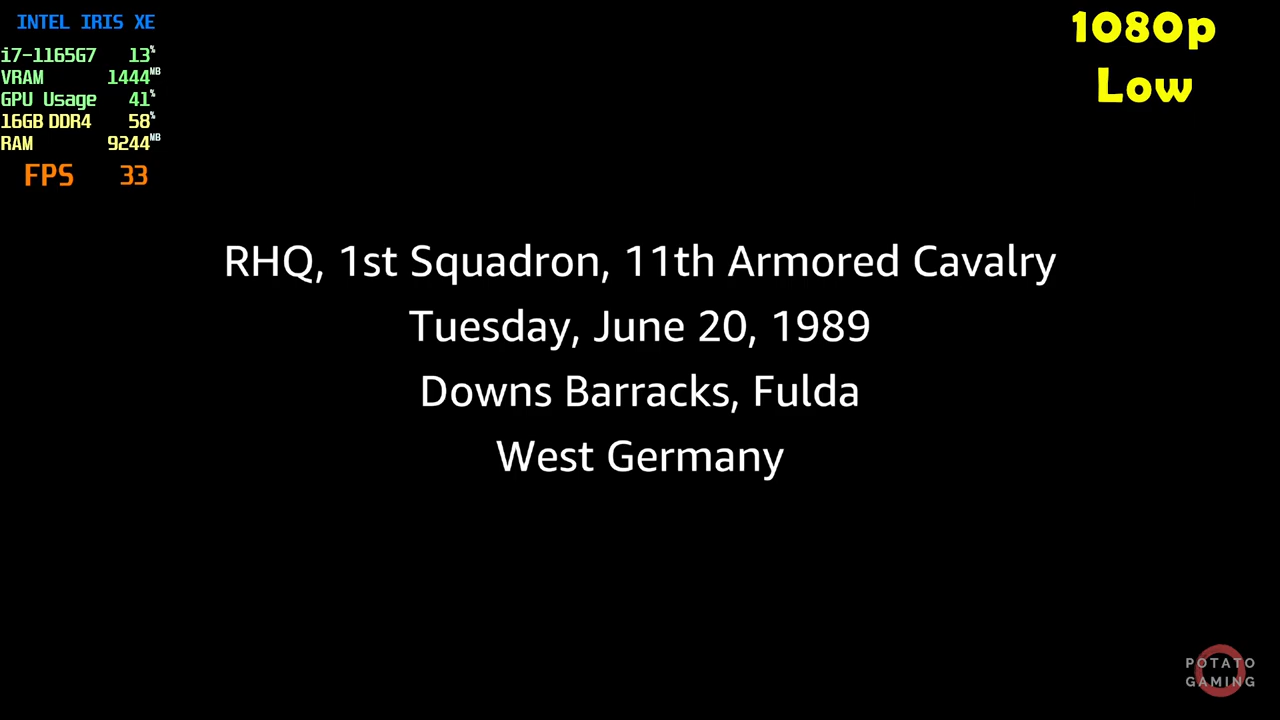 INTEL IRIS XE
i7-1165G7 13%
VRAM 1444MB
GPU Usage 41%
16GB DDR4 58%
RAM 9244MB
FPS 33
1080p
Low
RHQ, 1st Squadron, 11th Armored Cavalry
Tuesday, June 20, 1989
Downs Barracks, Fulda
West Germany
POTATO
GAMING